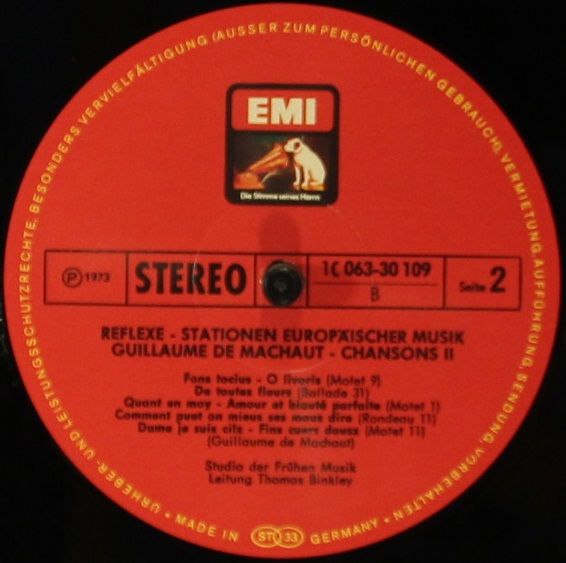 URHEBER- UND LEISTUNGSSCHUTZRECHTE, BESONDERS VERVIELFÄLTIGUNG (AUSSER ZUM PERSÖNLICHEN GEBRAUCH), VERMIETUNG, AUFFÜHRUNG, SENDUNG, VORBEHALTEN ·
EMI
Die Stimme seines Herrn
℗ 1973
STEREO
1C 063-30 109
B
Seite 2
REFLEXE - STATIONEN EUROPÄISCHER MUSIK
GUILLAUME DE MACHAUT - CHANSONS II
Fons tocius - O livoris (Motet 9)
De toutes fleurs (Ballade 31)
Quant en moy - Amour et biauté parfaite (Motet 1)
Comment puet on mieus ses maus dire (Rondeau 11)
Dame je suis cilz - Fins cuers dousz (Motet 11)
(Guillaume de Machaut)
Studio der Frühen Musik
Leitung Thomas Binkley
· MADE IN ST 33 GERMANY ·